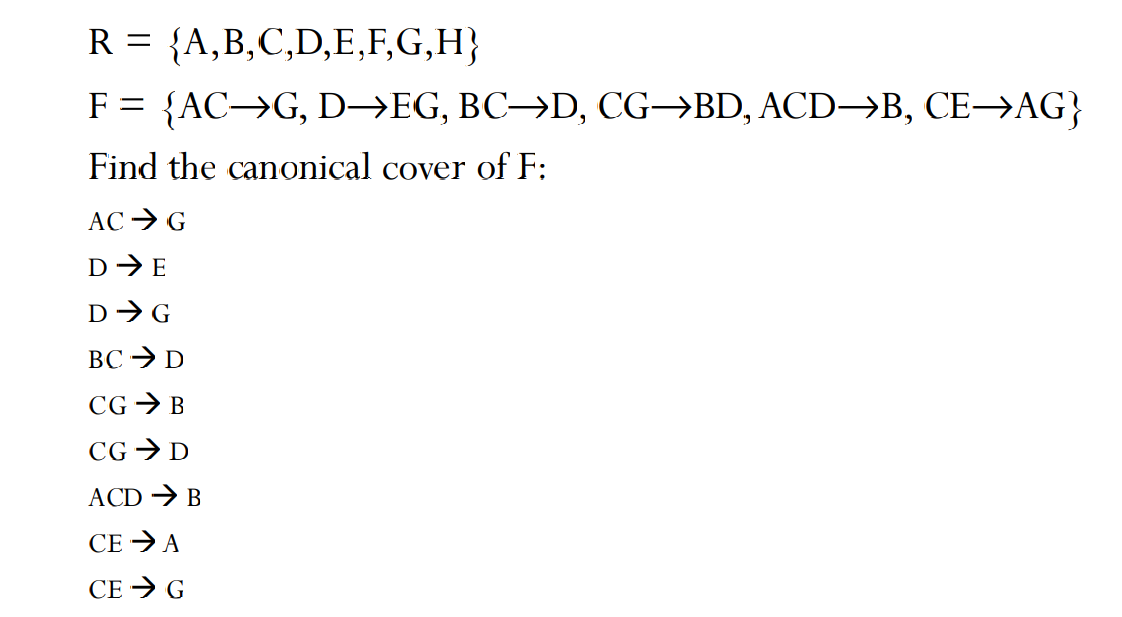 R = {A,B,C,D,E,F,G,H}
F = {AC→G, D→EG, BC→D, CG→BD, ACD→B, CE→AG}
Find the canonical cover of F:
AC → G
D → E
D → G
BC → D
CG → B
CG → D
ACD → B
CE → A
CE → G